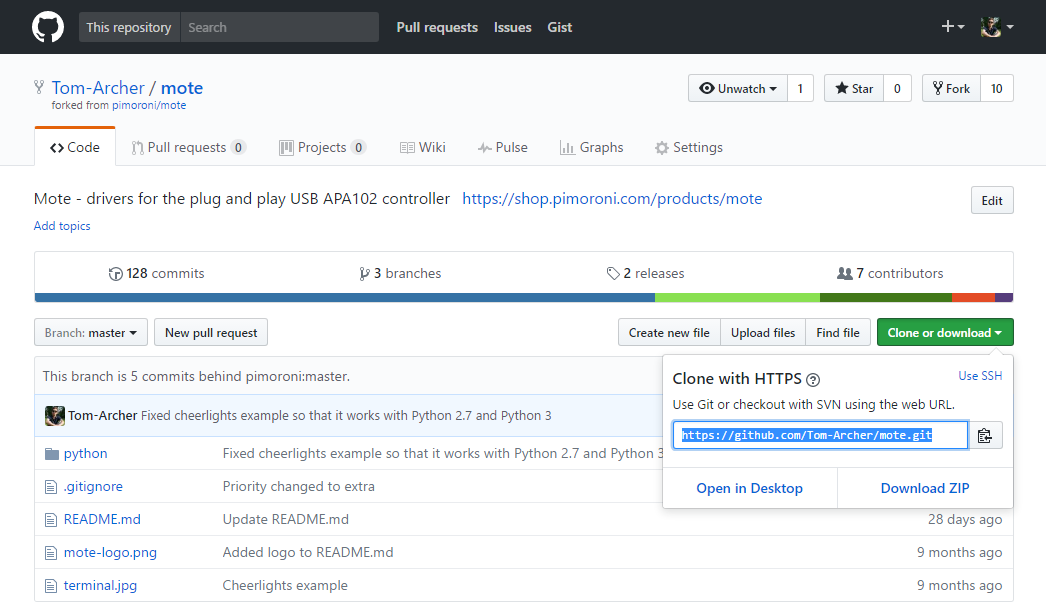 This repository Search Pull requests Issues Gist
Tom-Archer / mote
forked from pimoroni/mote
Unwatch 1 Star 0 Fork 10
Code Pull requests 0 Projects 0 Wiki Pulse Graphs Settings
Mote - drivers for the plug and play USB APA102 controller https://shop.pimoroni.com/products/mote
Edit
Add topics
128 commits 3 branches 2 releases 7 contributors
Branch: master New pull request Create new file Upload files Find file Clone or download
This branch is 5 commits behind pimoroni:master.
Tom-Archer Fixed cheerlights example so that it works with Python 2.7 and Python 3
python Fixed cheerlights example so that it works with Python 2.7 and Python 3
.gitignore Priority changed to extra
README.md Update README.md 28 days ago
mote-logo.png Added logo to README.md 9 months ago
terminal.jpg Cheerlights example 9 months ago
Clone with HTTPS Use SSH
Use Git or checkout with SVN using the web URL.
https://github.com/Tom-Archer/mote.git
Open in Desktop Download ZIP